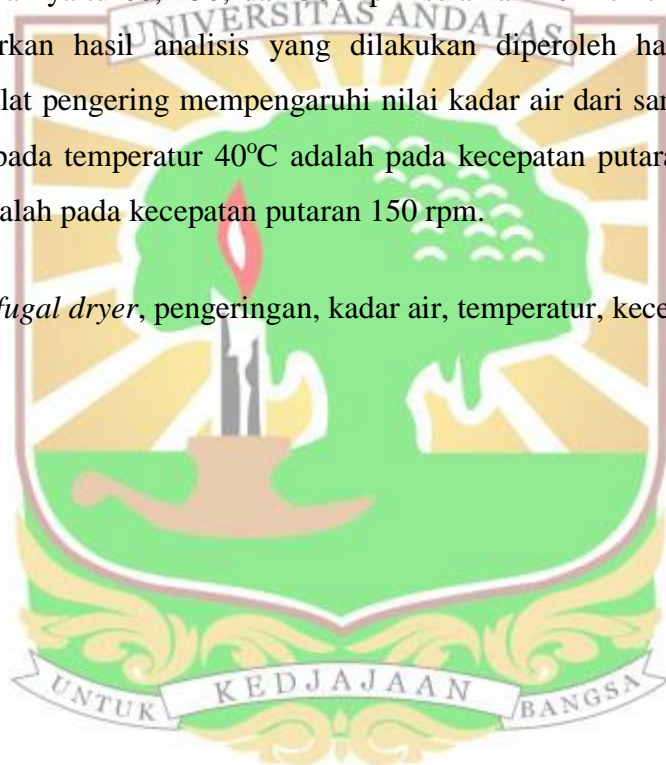 UNIVERSITAS ANDALAS
rkan hasil analisis yang dilakukan diperoleh ha
lat pengering mempengaruhi nilai kadar air dari sam
pada temperatur 40°C adalah pada kecepatan putara
dalah pada kecepatan putaran 150 rpm.
fugal dryer, pengeringan, kadar air, temperatur, kece
UNTUK KEDJAJAAN BANGSA